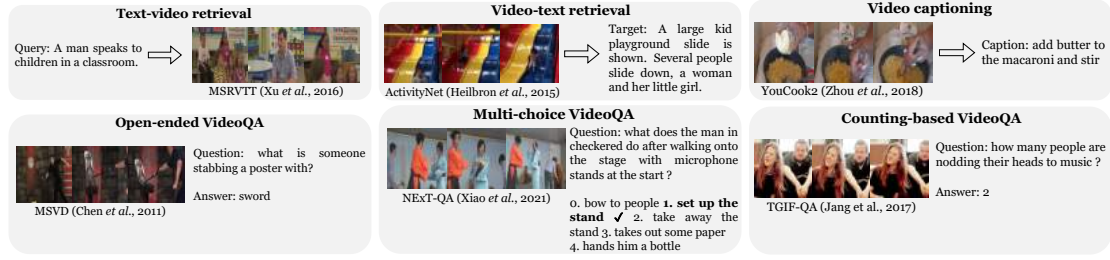 Text-video retrieval
Query: A man speaks to
children in a classroom.
MSRVTT (Xu et al., 2016)
Video-text retrieval
Target: A large kid
playground slide is
shown. Several people
slide down, a woman
and her little girl.
ActivityNet (Heilbron et al., 2015)
Video captioning
Caption: add butter to
the macaroni and stir
YouCook2 (Zhou et al., 2018)
Open-ended VideoQA
Question: what is someone
stabbing a poster with?
Answer: sword
MSVD (Chen et al., 2011)
Multi-choice VideoQA
Question: what does the man in
checkered do after walking onto
the stage with microphone
stands at the start ?
0. bow to people 1. set up the
stand ✔ 2. take away the
stand 3. takes out some paper
4. hands him a bottle
NExT-QA (Xiao et al., 2021)
Counting-based VideoQA
Question: how many people are
nodding their heads to music ?
Answer: 2
TGIF-QA (Jang et al., 2017)